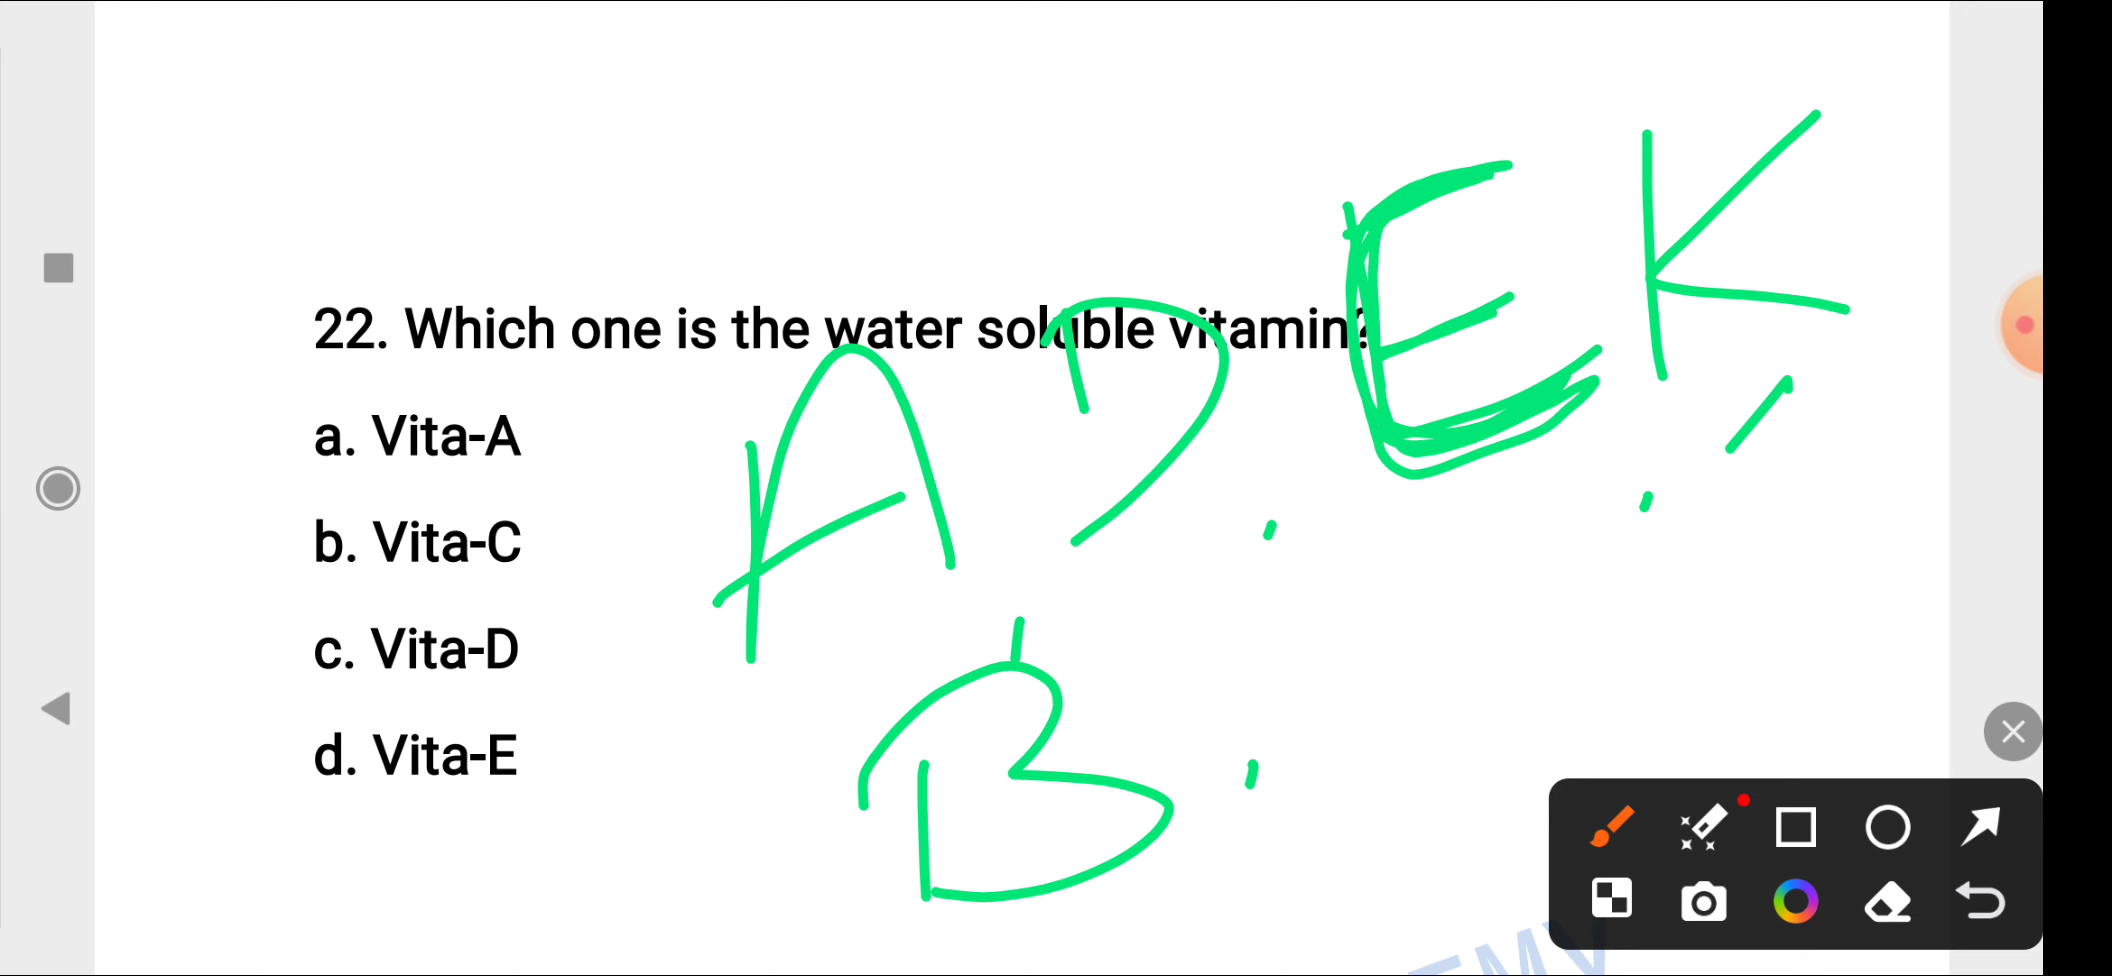 22. Which one is the water soluble vitamin?
a. Vita-A
b. Vita-C
c. Vita-D
d. Vita-E
A D E K
B